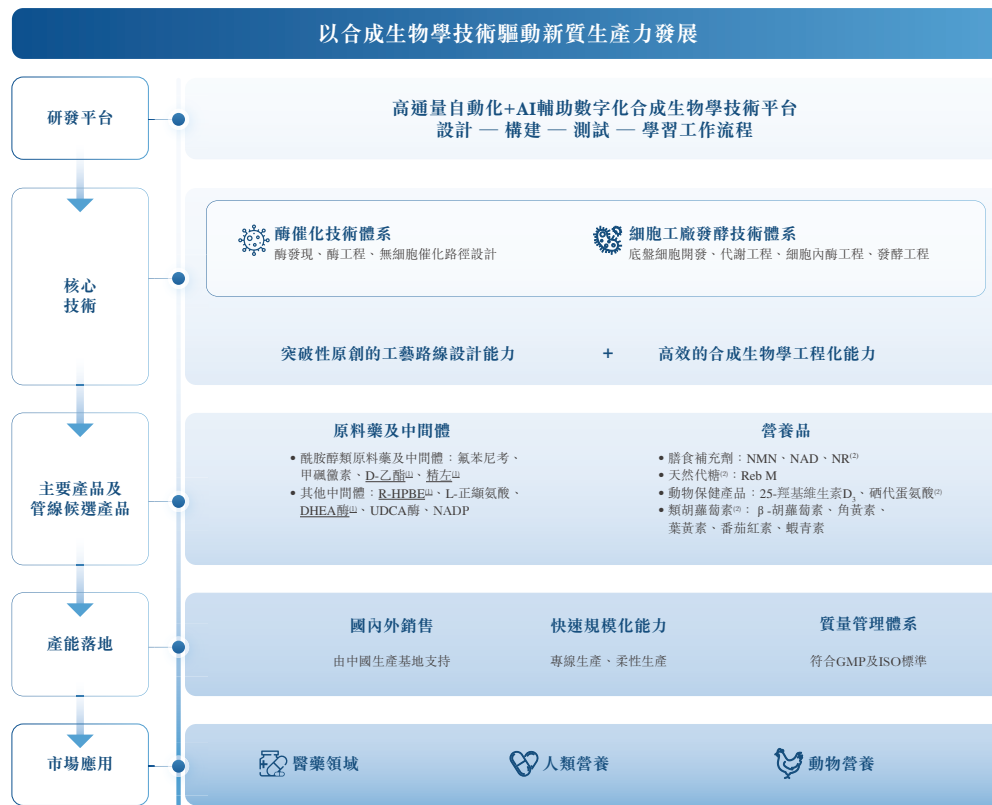 以合成生物學技術驅動新質生產力發展
研發平台
高通量自動化+AI輔助數字化合成生物學技術平台
設計 — 構建 — 測試 — 學習工作流程
核心
技術
酶催化技術體系
酶發現、酶工程、無細胞催化路徑設計
細胞工廠發酵技術體系
底盤細胞開發、代謝工程、細胞內酶工程、發酵工程
突破性原創的工藝路線設計能力 + 高效的合成生物學工程化能力
主要產品及
管線候選產品
原料藥及中間體
• 酰胺醇類原料藥及中間體：氟苯尼考、
甲砜黴素、D-乙酯⁽¹⁾、精左⁽¹⁾
• 其他中間體：R-HPBE⁽¹⁾、L-正纈氨酸、
DHEA酶⁽¹⁾、UDCA酶、NADP
營養品
• 膳食補充劑：NMN、NAD、NR⁽²⁾
• 天然代糖⁽²⁾：Reb M
• 動物保健產品：25-羥基維生素D₃、硒代蛋氨酸⁽²⁾
• 類胡蘿蔔素⁽²⁾：β-胡蘿蔔素、角黃素、
葉黃素、番茄紅素、蝦青素
產能落地
國內外銷售
由中國生產基地支持
快速規模化能力
專線生產、柔性生產
質量管理體系
符合GMP及ISO標準
市場應用
醫藥領域
人類營養
動物營養